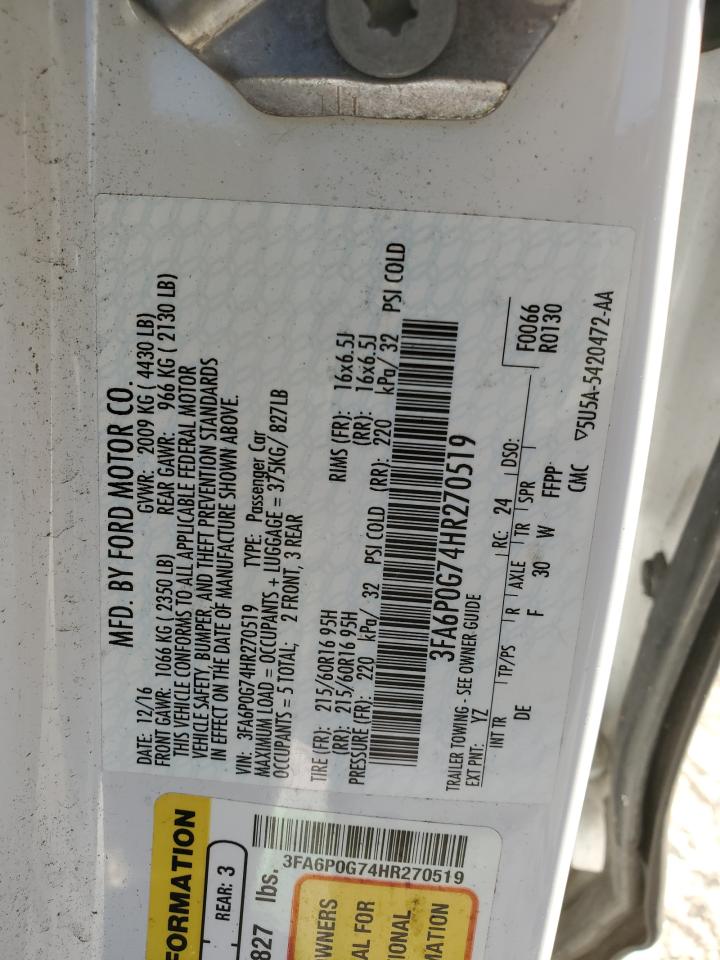 MFD. BY FORD MOTOR CO.
DATE: 12/16 GVWR: 2009 KG ( 4430 LB)
FRONT GAWR: 1066 KG ( 2350 LB) REAR GAWR: 966 KG ( 2130 LB)
THIS VEHICLE CONFORMS TO ALL APPLICABLE FEDERAL MOTOR
VEHICLE SAFETY, BUMPER, AND THEFT PREVENTION STANDARDS
IN EFFECT ON THE DATE OF MANUFACTURE SHOWN ABOVE.
VIN: 3FA6P0G74HR270519 TYPE: Passenger Car
MAXIMUM LOAD = OCCUPANTS + LUGGAGE = 375KG/ 827LB
OCCUPANTS = 5 TOTAL, 2 FRONT, 3 REAR
TIRE (FR): 215/60R16 95H RIMS (FR): 16x6.5J
(RR): 215/60R16 95H (RR): 16x6.5J
PRESSURE (FR): 220 kPa/ 32 PSI COLD (RR): 220 kPa/ 32 PSI COLD
3FA6P0G74HR270519
TRAILER TOWING - SEE OWNER GUIDE
EXT PNT: YZ RC: 24 DSO: F0066
R0130
INT TR TP/PS R AXLE TR SPR
DE F 30 W FFPP
CMC ▽5U5A-5420472-AA
FORMATION
REAR: 3
827 lbs.
3FA6P0G74HR270519
WNERS
AL FOR
IONAL
MATION